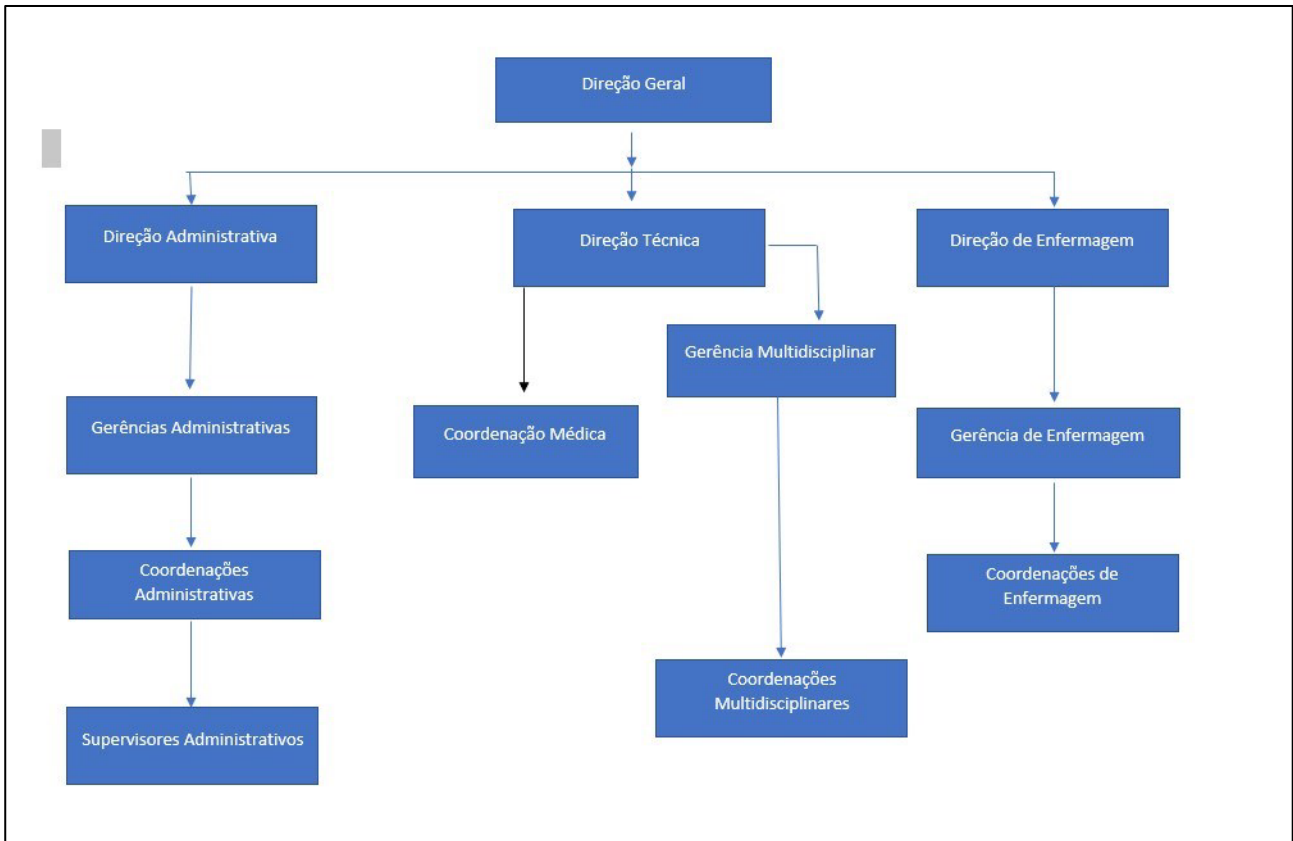 Direção Geral
Direção Administrativa
Direção Técnica
Direção de Enfermagem
Gerência Multidisciplinar
Gerências Administrativas
Coordenação Médica
Gerência de Enfermagem
Coordenações
Administrativas
Coordenações de
Enfermagem
Coordenações
Multidisciplinares
Supervisores Administrativos